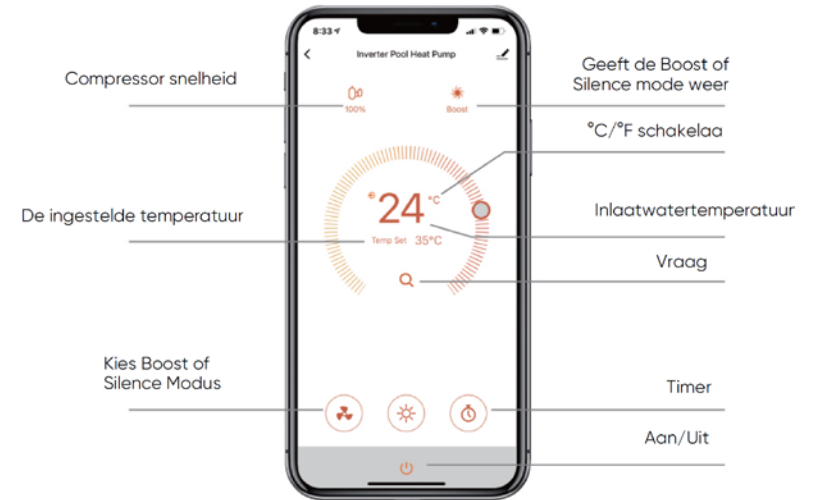 8:33
Inverter Pool Heat Pump
Compressor snelheid
Geeft de Boost of
Silence mode weer
100%
Boost
°C/°F schakelaa
24 °C
De ingestelde temperatuur
Inlaatwatertemperatuur
Temp Set 35°C
Vraag
Kies Boost of
Silence Modus
Timer
Aan/Uit